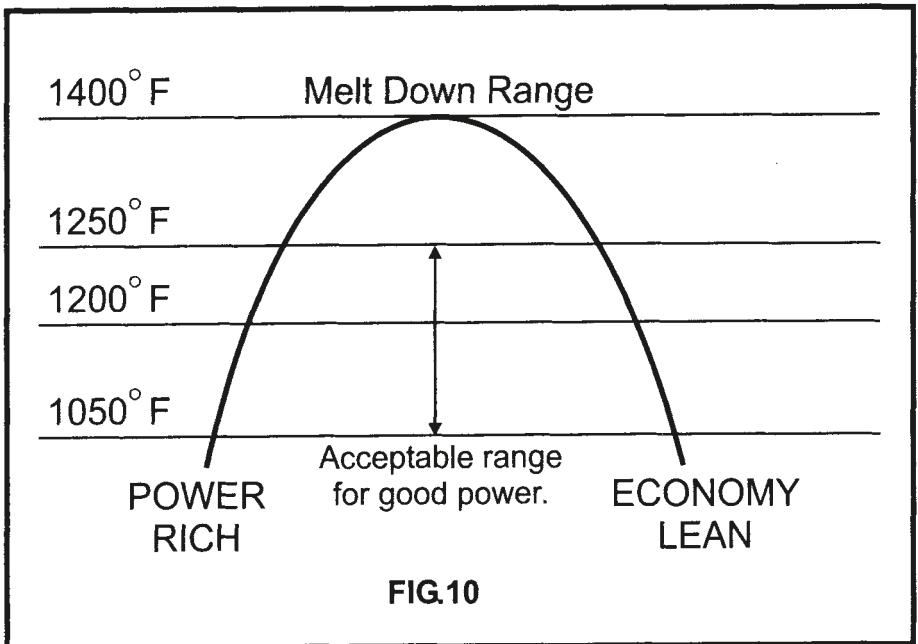 1400° F
Melt Down Range
1250° F
1200° F
1050° F
Acceptable range
for good power.
POWER
RICH
ECONOMY
LEAN
FIG.10